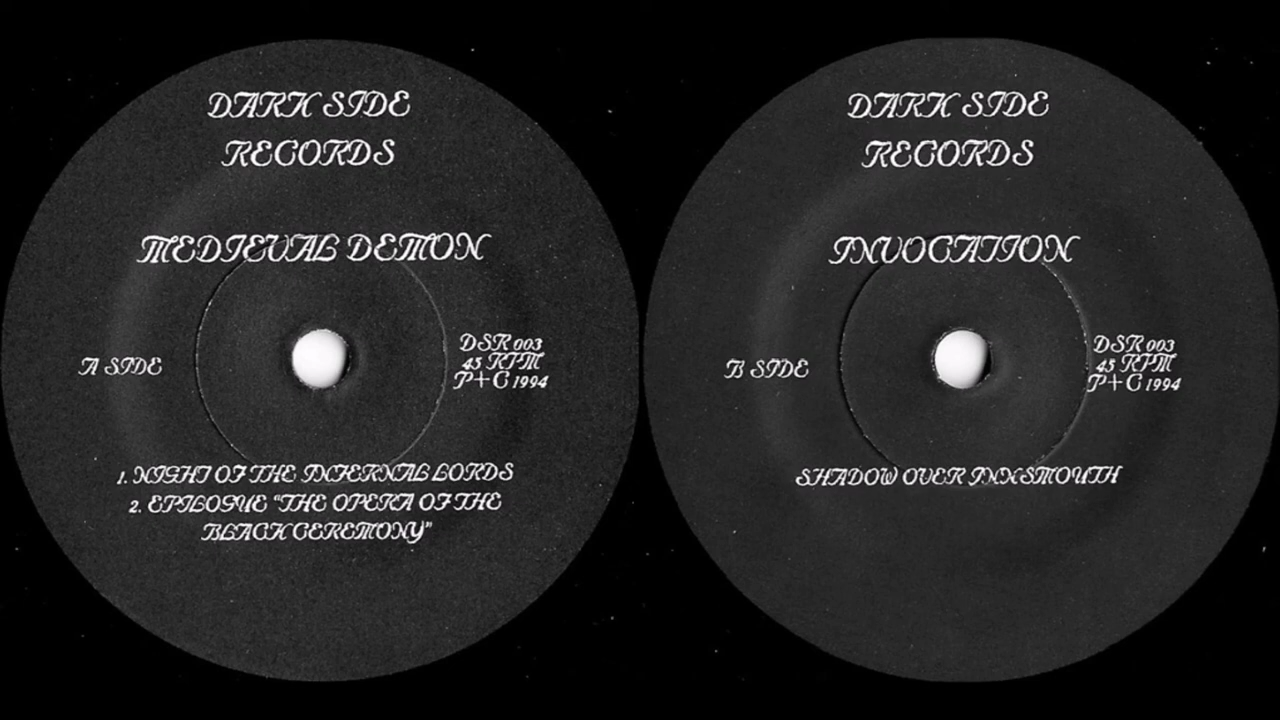 DARK SIDE
RECORDS
MEDIEVAL DEMON
A SIDE
DSR 003
45 RPM
P+C 1994
1. NIGHT OF THE INFERNAL LORDS
2. EPILOGUE "THE OPERA OF THE
BLACK CEREMONY"
DARK SIDE
RECORDS
INVOCATION
B SIDE
DSR 003
45 RPM
P+C 1994
SHADOW OVER INNSMOUTH